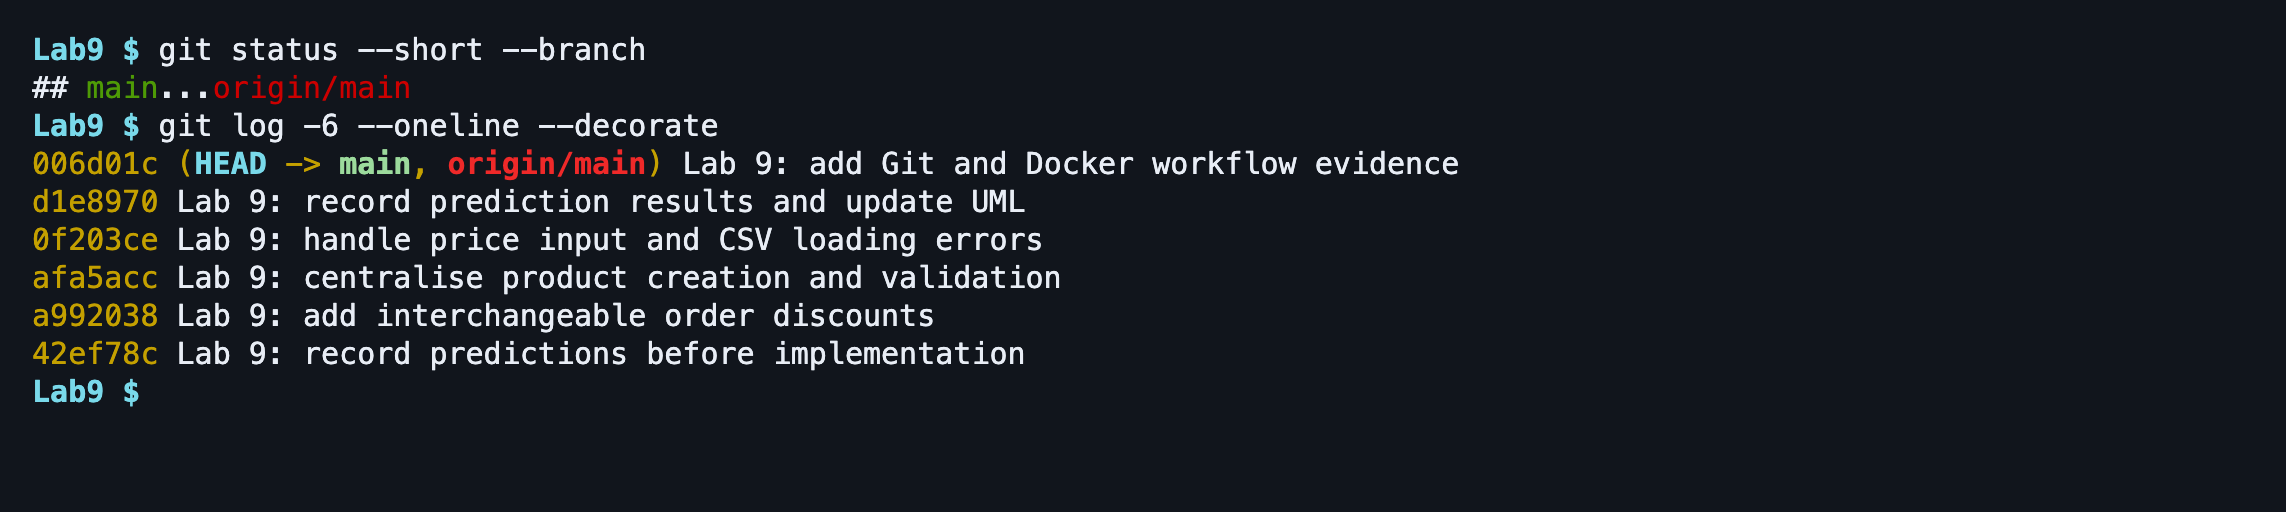 Lab9 $ git status --short --branch
## main...origin/main
Lab9 $ git log -6 --oneline --decorate
006d01c (HEAD -> main, origin/main) Lab 9: add Git and Docker workflow evidence
d1e8970 Lab 9: record prediction results and update UML
0f203ce Lab 9: handle price input and CSV loading errors
afa5acc Lab 9: centralise product creation and validation
a992038 Lab 9: add interchangeable order discounts
42ef78c Lab 9: record predictions before implementation
Lab9 $